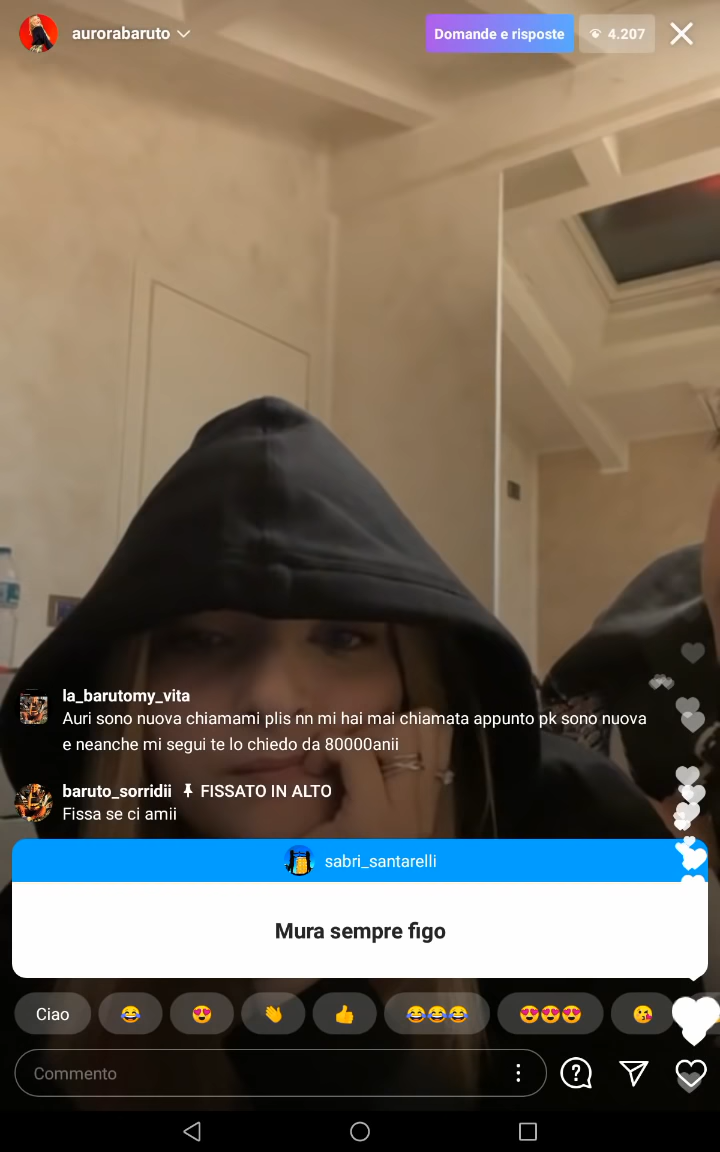 aurorabaruto
Domande e risposte
4.207
la_barutomy_vita
Auri sono nuova chiamami plis nn mi hai mai chiamata appunto pk sono nuova
e neanche mi segui te lo chiedo da 80000anii
baruto_sorridii FISSATO IN ALTO
Fissa se ci amii
sabri_santarelli
Mura sempre figo
Ciao
Commento